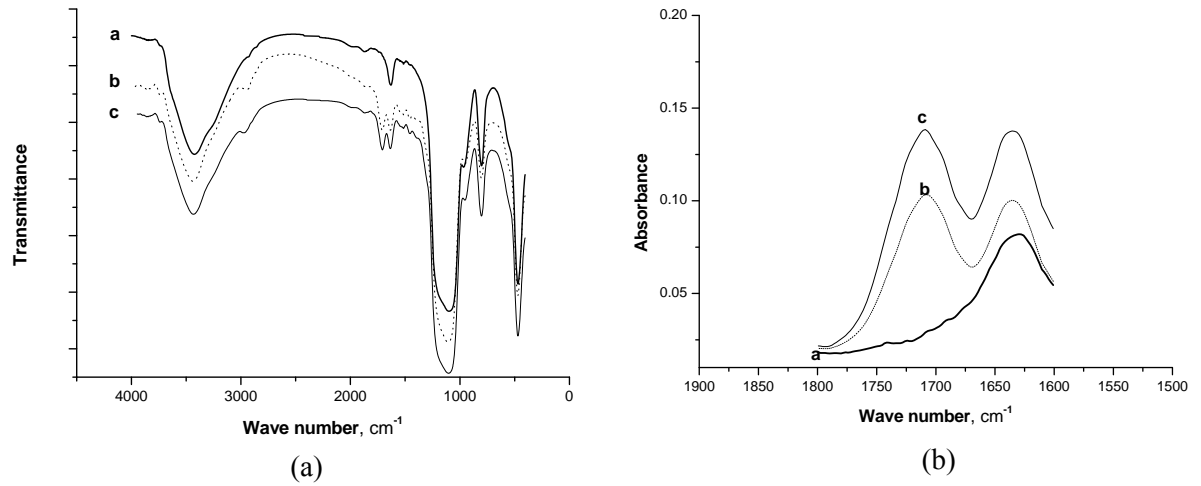 a
b
c
Transmittance
4000 3000 2000 1000 0
Wave number, cm-1
(a)
0.20
0.15
0.10
0.05
Absorbance
c
b
a
1900 1850 1800 1750 1700 1650 1600 1550 1500
Wave number, cm-1
(b)